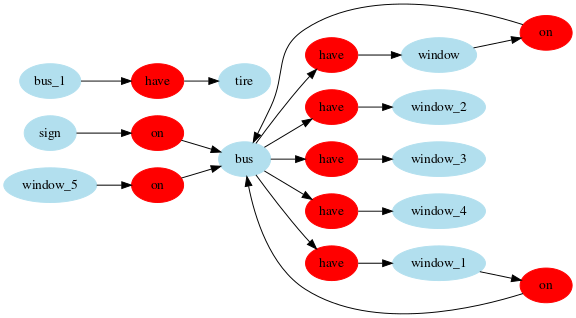 on
have
window
bus_1
have
tire
have
window_2
sign
on
bus
have
window_3
window_5
on
have
window_4
have
window_1
on